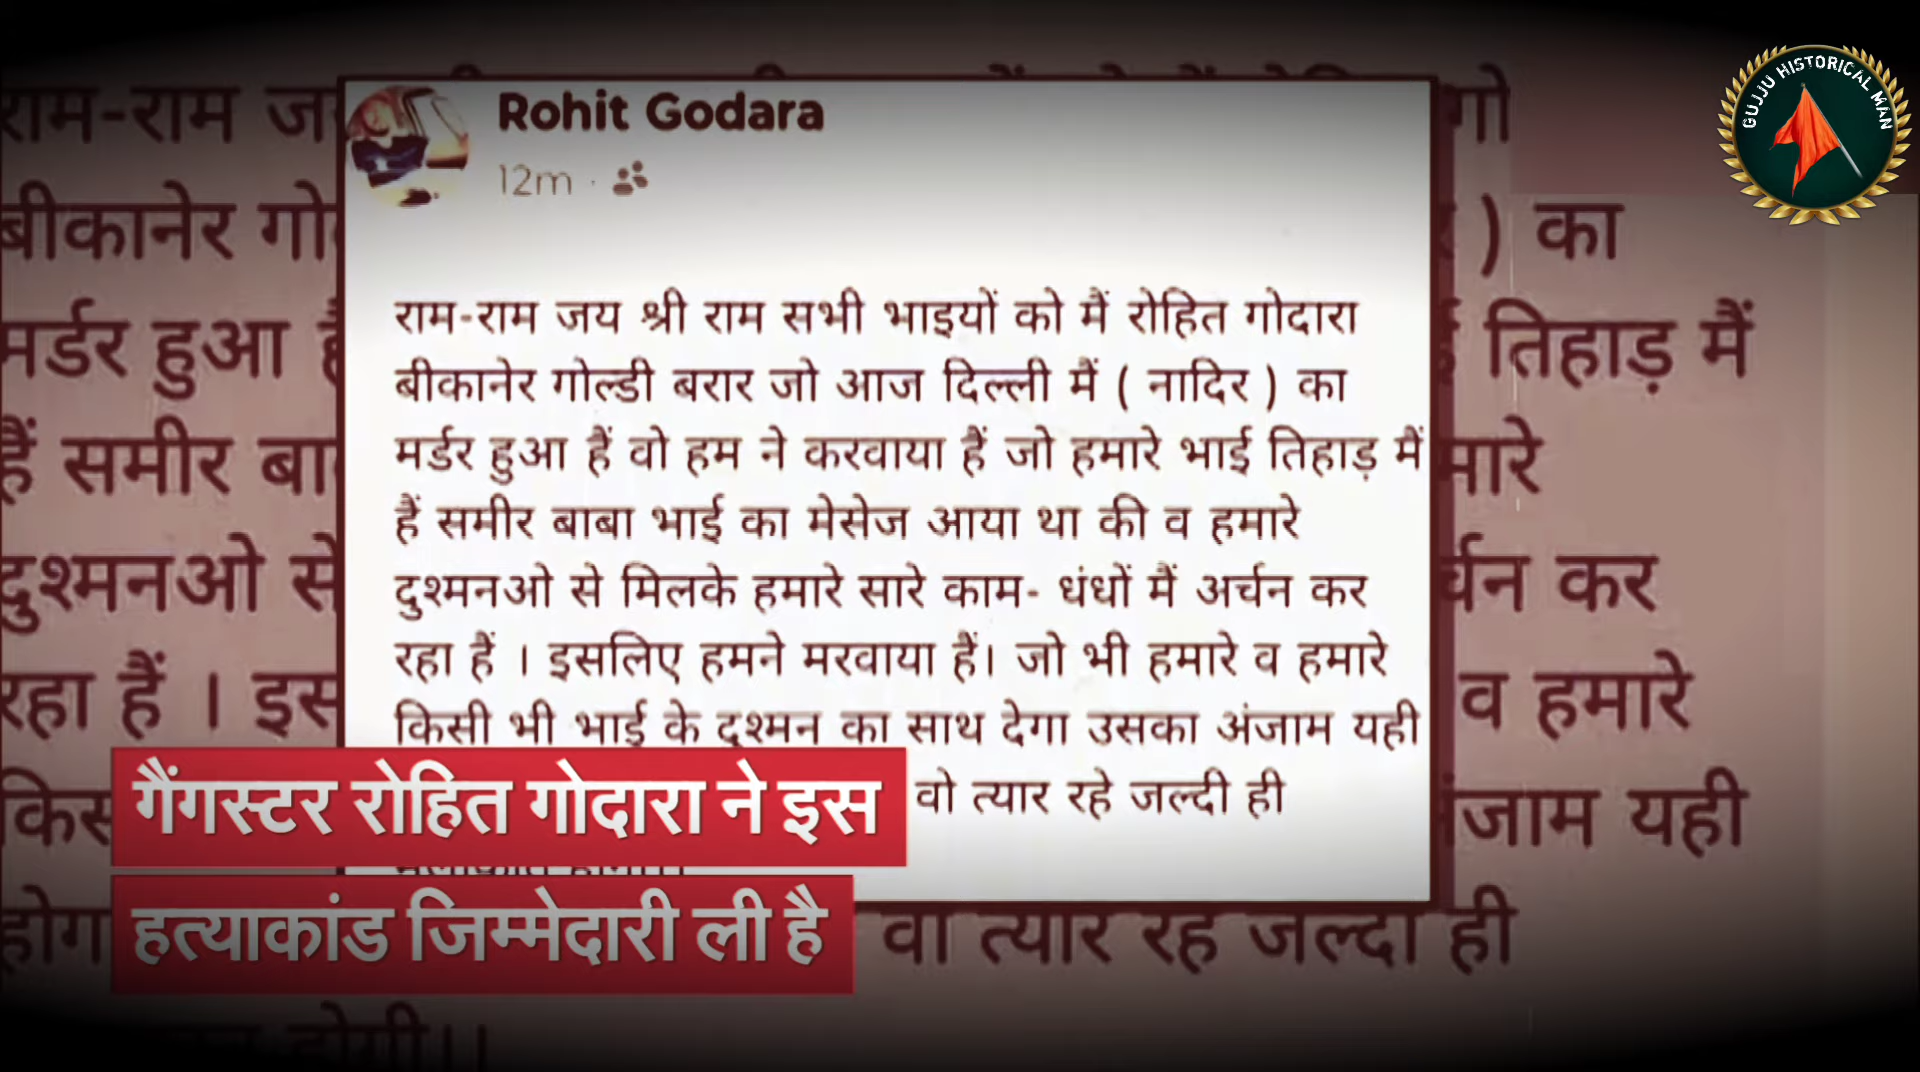 GUJJU HISTORICAL MAN
Rohit Godara
12m
राम-राम जय श्री राम सभी भाइयों को मैं रोहित गोदारा
बीकानेर गोल्डी बरार जो आज दिल्ली मैं ( नादिर ) का
मर्डर हुआ हैं वो हम ने करवाया हैं जो हमारे भाई तिहाड़ मैं
हैं समीर बाबा भाई का मेसेज आया था की व हमारे
दुश्मनओ से मिलके हमारे सारे काम- धंधों मैं अर्चन कर
रहा हैं । इसलिए हमने मरवाया हैं। जो भी हमारे व हमारे
किसी भी भाई के दुश्मन का साथ देगा उसका अंजाम यही
वो त्यार रहे जल्दी ही
गैंगस्टर रोहित गोदारा ने इस
हत्याकांड जिम्मेदारी ली है